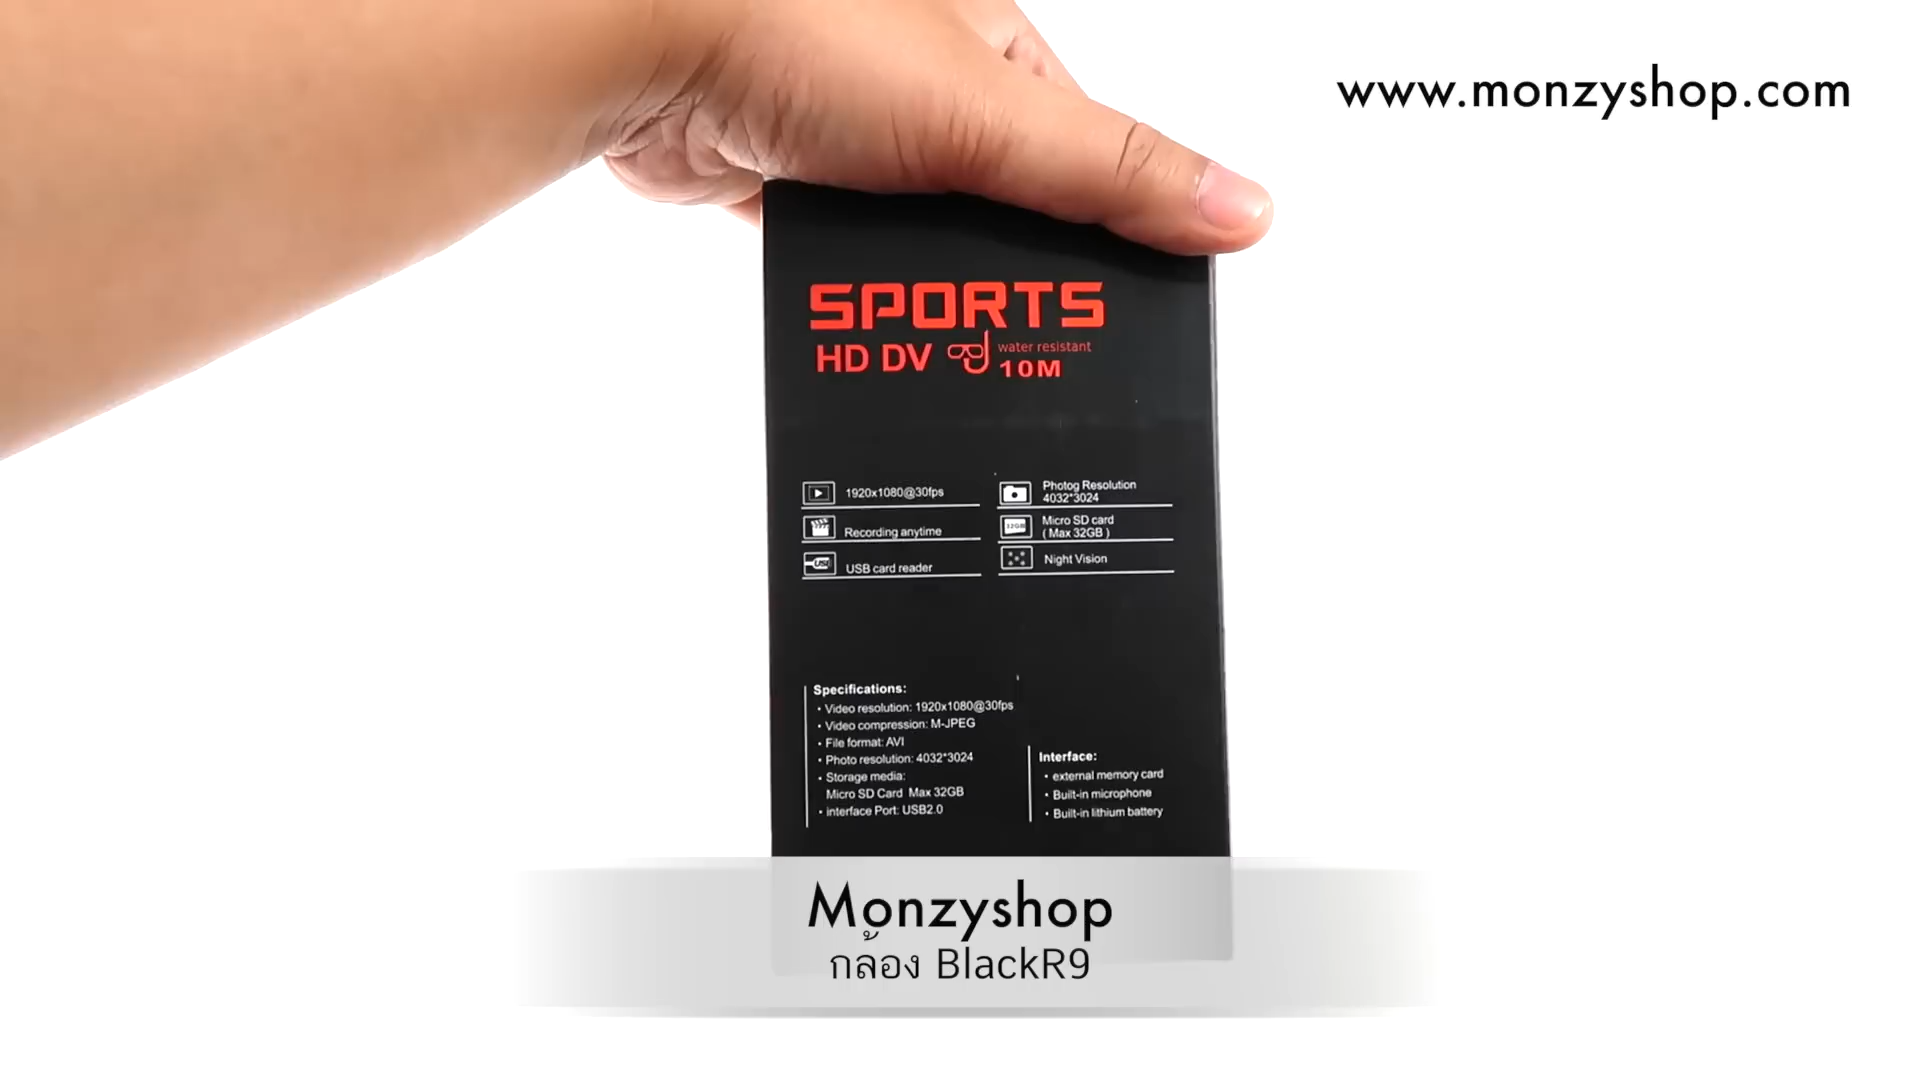 www.monzyshop.com
SPORTS
HD DV water resistant
10M
1920x1080@30fps
Recording anytime
USB
USB card reader
Photog Resolution
4032*3024
32GB
Micro SD card
( Max 32GB )
Night Vision
Specifications:
• Video resolution: 1920x1080@30fps
• Video compression: M-JPEG
• File format: AVI
• Photo resolution: 4032*3024
• Storage media:
Micro SD Card Max 32GB
• interface Port: USB2.0
Interface:
• external memory card
• Built-in microphone
• Built-in lithium battery
Monzyshop
กล้อง BlackR9